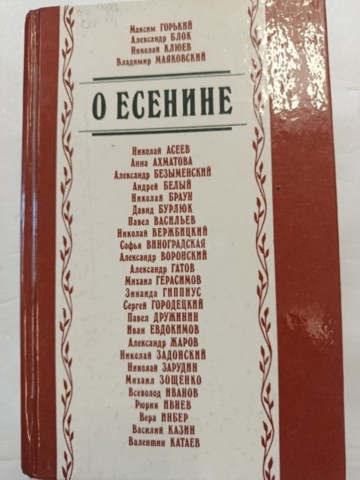 Максим ГОРЬКИЙ
Александр БЛОК
Николай КЛЮЕВ
Владимир МАЯКОВСКИЙ
О ЕСЕНИНЕ
Николай АСЕЕВ
Анна АХМАТОВА
Александр БЕЗЫМЕНСКИЙ
Андрей БЕЛЫЙ
Николай БРАУН
Давид БУРЛЮК
Павел ВАСИЛЬЕВ
Николай ВЕРЖБИЦКИЙ
Софья ВИНОГРАДСКАЯ
Александр ВОРОНСКИЙ
Александр ГАТОВ
Михаил ГЕРАСИМОВ
Зинаида ГИППИУС
Сергей ГОРОДЕЦКИЙ
Павел ДРУЖИНИН
Иван ЕВДОКИМОВ
Александр ЖАРОВ
Николай ЗАДОНСКИЙ
Николай ЗАРУДИН
Михаил ЗОЩЕНКО
Всеволод ИВАНОВ
Рюрик ИВНЕВ
Вера ИНБЕР
Василий КАЗИН
Валентин КАТАЕВ